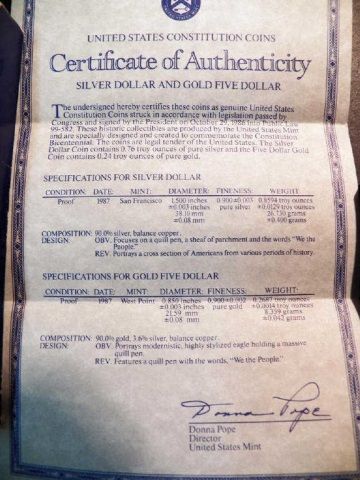 UNITED STATES CONSTITUTION COINS
Certificate of Authenticity
SILVER DOLLAR AND GOLD FIVE DOLLAR
The undersigned hereby certifies these coins as genuine United States
Constitution Coins struck in accordance with legislation passed by
Congress and signed by the President on October 29, 1986 into Public Law
99-582. These historic collectibles are produced by the United States Mint
and are specially designed and created to commemorate the Constitution
Bicentennial. The coins are legal tender of the United States. The Silver
Dollar Coin contains 0.76 troy ounces of pure silver and the Five Dollar Gold
Coin contains 0.24 troy ounces of pure gold.
SPECIFICATIONS FOR SILVER DOLLAR
CONDITION: DATE: MINT: DIAMETER: FINENESS: WEIGHT:
Proof 1987 San Francisco 1.500 inches 0.900±0.003 0.8594 troy ounces
±0.003 inches pure silver ±0.0129 troy ounces
38.10 mm 26.730 grams
±0.08 mm ±0.400 grams
COMPOSITION: 90.0% silver, balance copper.
DESIGN: OBV. Focuses on a quill pen, a sheaf of parchment and the words "We the
People."
REV. Portrays a cross section of Americans from various periods of history.
SPECIFICATIONS FOR GOLD FIVE DOLLAR
CONDITION: DATE: MINT: DIAMETER: FINENESS: WEIGHT:
Proof 1987 West Point 0.850 inches 0.900±0.002 0.2687 troy ounces
±0.003 inches pure gold ±0.0014 troy ounces
21.59 mm 8.359 grams
±0.08 mm ±0.042 grams
COMPOSITION: 90.0% gold, 3.6% silver, balance copper.
DESIGN: OBV. Portrays modernistic, highly stylized eagle holding a massive
quill pen.
REV. Features a quill pen with the words, "We the People."
Donna Pope
Donna Pope
Director
United States Mint